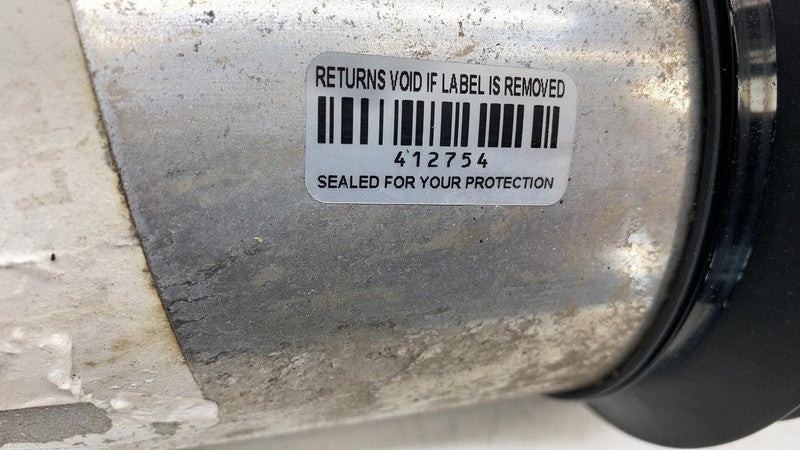 RETURNS VOID IF LABEL IS REMOVED
412754
SEALED FOR YOUR PROTECTION